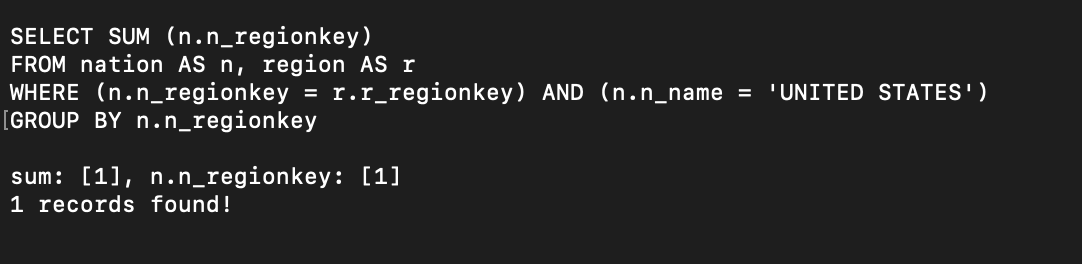 SELECT SUM (n.n_regionkey)
FROM nation AS n, region AS r
WHERE (n.n_regionkey = r.r_regionkey) AND (n.n_name = 'UNITED STATES')
[GROUP BY n.n_regionkey
sum: [1], n.n_regionkey: [1]
1 records found!